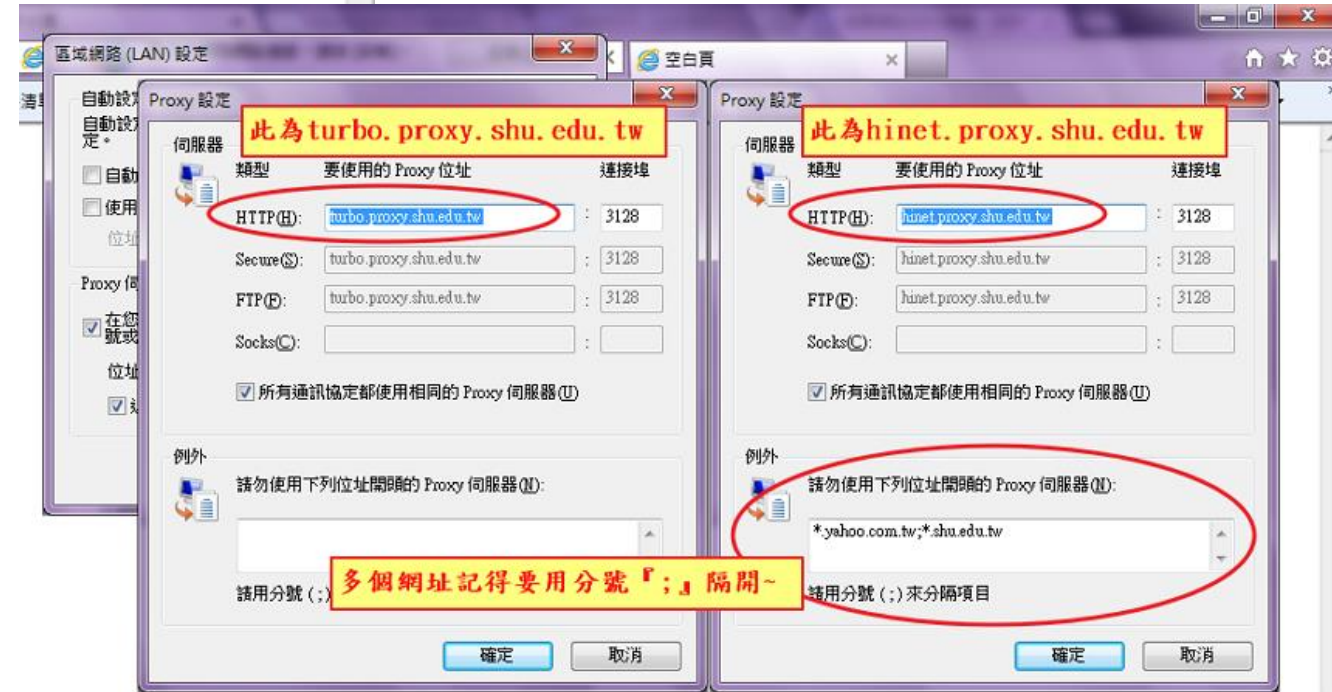 區域網路 (LAN) 設定
空白頁
自動設
自動設
定。
自動
使用
位址
Proxy 伺
在您
號或
位址
Proxy 設定
此為turbo.proxy.shu.edu.tw
伺服器
類型 要使用的 Proxy 位址 連接埠
HTTP(H): turbo.proxy.shu.edu.tw : 3128
Secure(S): turbo.proxy.shu.edu.tw : 3128
FTP(F): turbo.proxy.shu.edu.tw : 3128
Socks(C): :
所有通訊協定都使用相同的 Proxy 伺服器(U)
例外
請勿使用下列位址開頭的 Proxy 伺服器(N):
多個網址記得要用分號『;』隔開~
請用分號 (;)
確定 取消
Proxy 設定
此為hinet.proxy.shu.edu.tw
伺服器
類型 要使用的 Proxy 位址 連接埠
HTTP(H): hinet.proxy.shu.edu.tw : 3128
Secure(S): hinet.proxy.shu.edu.tw : 3128
FTP(F): hinet.proxy.shu.edu.tw : 3128
Socks(C): :
所有通訊協定都使用相同的 Proxy 伺服器(U)
例外
請勿使用下列位址開頭的 Proxy 伺服器(N):
*.yahoo.com.tw;*.shu.edu.tw
請用分號 (;) 來分隔項目
確定 取消